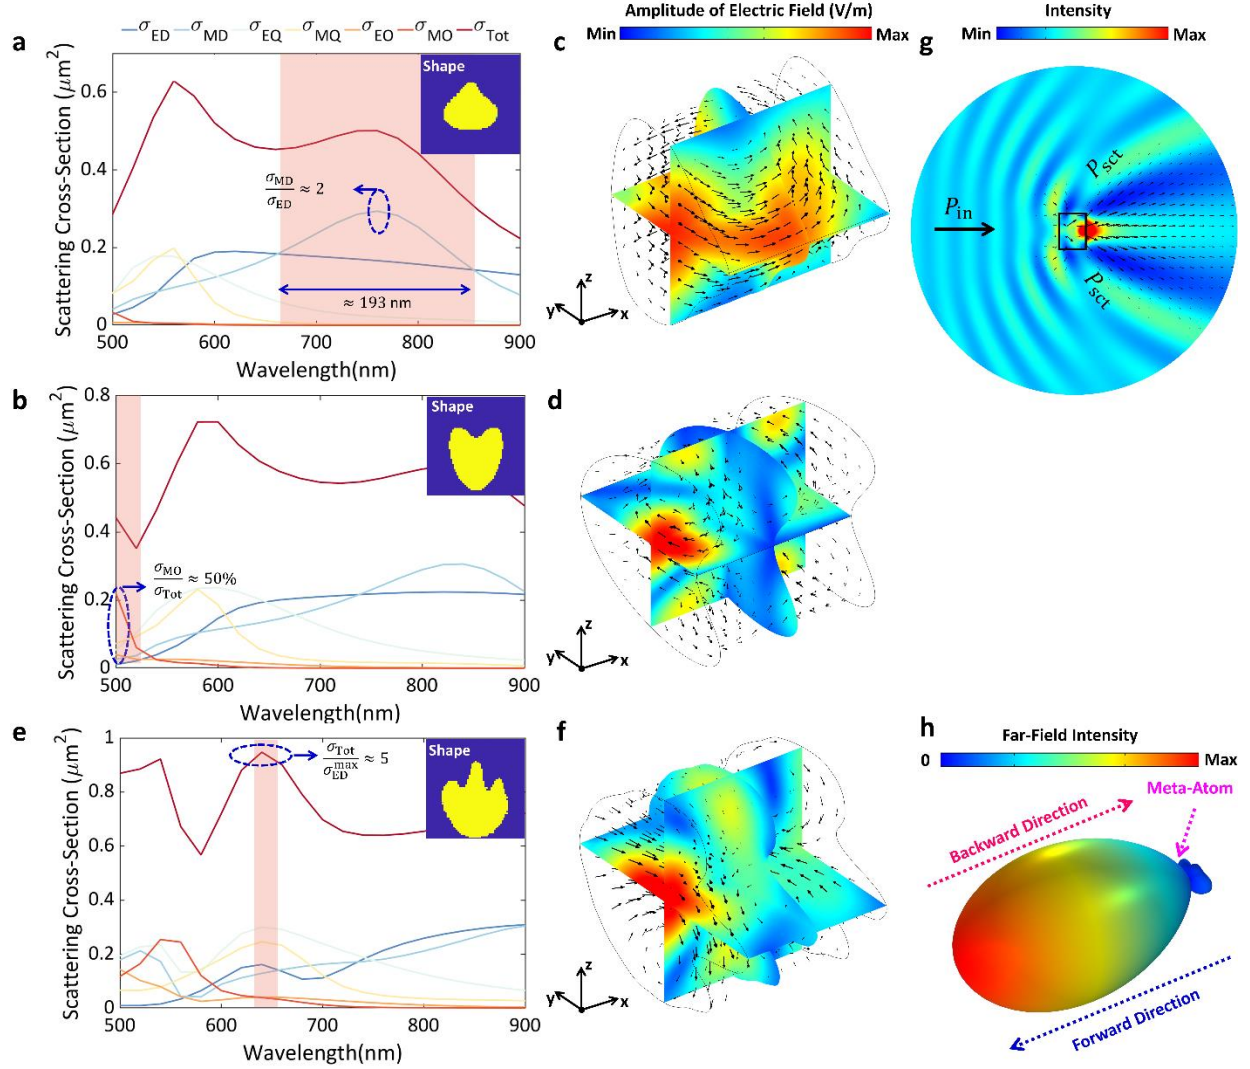 σED σMD σEQ σMQ σEO σMO σTot
a
Scattering Cross-Section (μm²)
0.6
0.4
0.2
0
Shape
σMD/σED ≈ 2
≈ 193 nm
500 600 700 800 900
Wavelength(nm)
b
Scattering Cross-Section (μm²)
0.8
0.6
0.4
0.2
0
Shape
σMO/σTot ≈ 50%
500 600 700 800 900
e
Scattering Cross-Section (μm²)
1
0.8
0.6
0.4
0.2
0
Shape
σTot/σED^max ≈ 5
500 600 700 800 900
Wavelength(nm)
Amplitude of Electric Field (V/m)
Min Max
c
z
y x
d
z
y x
f
z
y x
Intensity
Min Max
g
Psct
Pin
Psct
h
Far-Field Intensity
0 Max
Meta-Atom
Backward Direction
Forward Direction